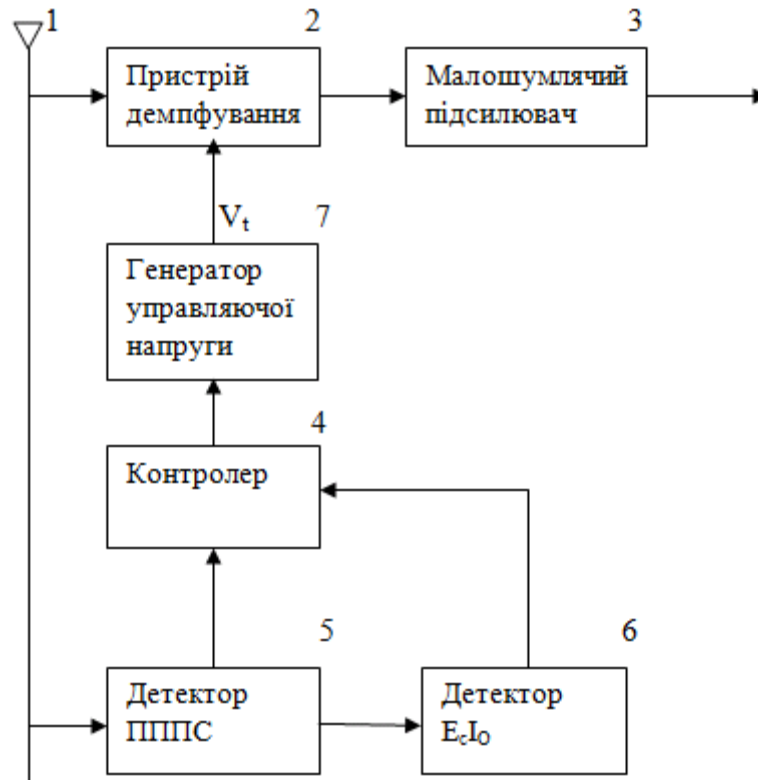 1
2
3
Пристрій
демпфування
Малошумлячий
підсилювач
Vt
7
Генератор
управляючої
напруги
4
Контролер
5
6
Детектор
ПППС
Детектор
EcIO